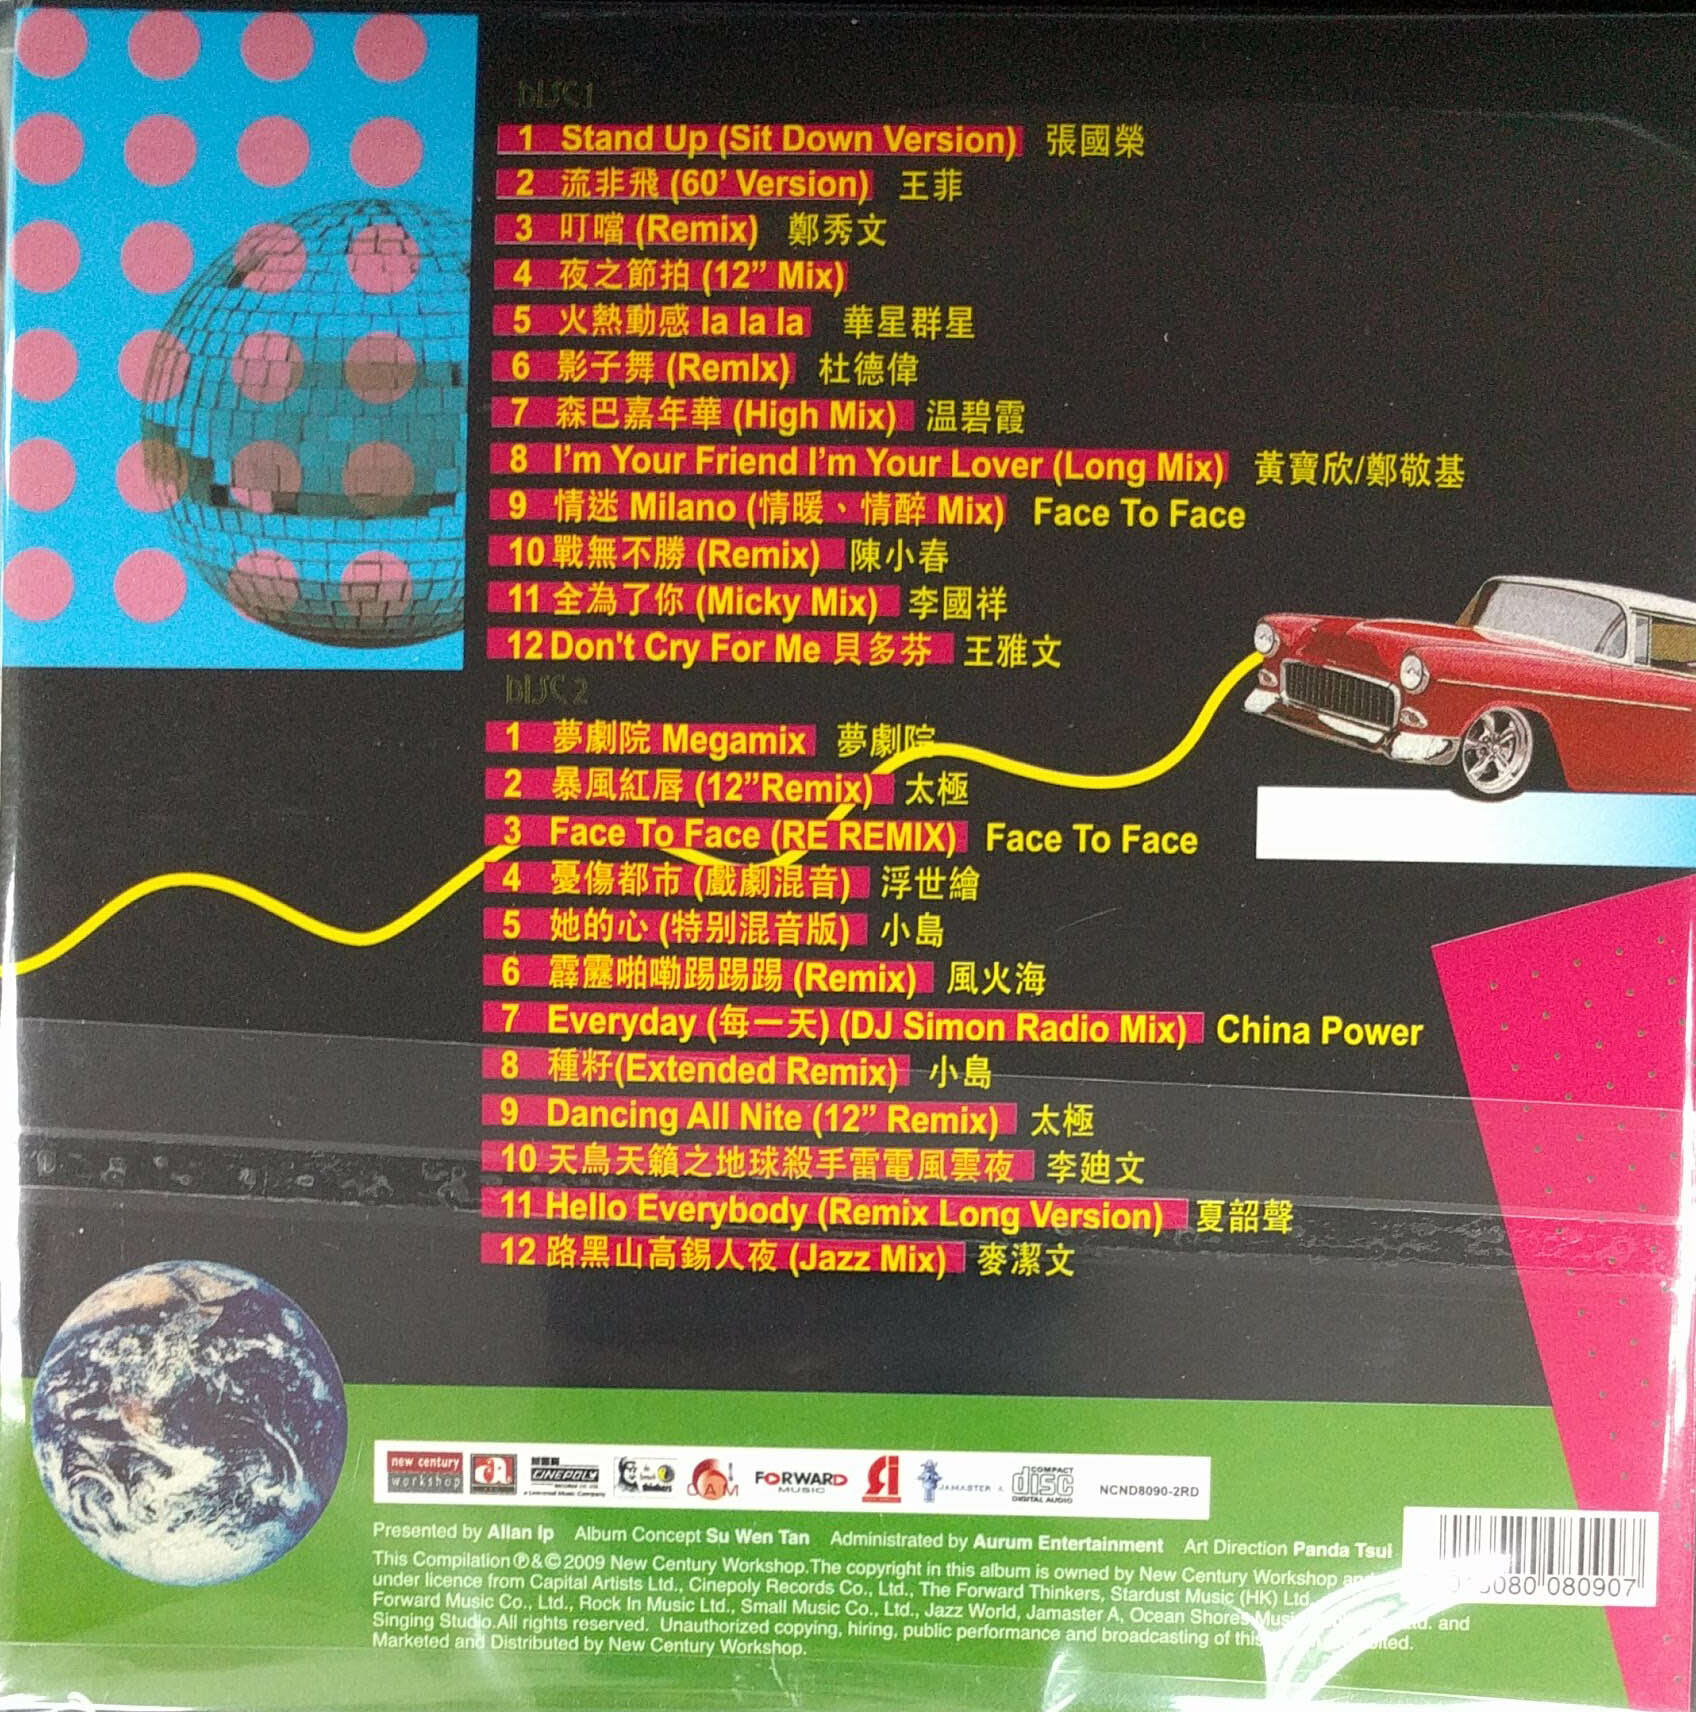 DISC 1
1 Stand Up (Sit Down Version) 張國榮
2 流非飛 (60' Version) 王菲
3 叮噹 (Remix) 鄭秀文
4 夜之節拍 (12" Mix)
5 火熱動感 la la la 華星群星
6 影子舞 (RemIx) 杜德偉
7 森巴嘉年華 (High Mix) 温碧霞
8 I'm Your Friend I'm Your Lover (Long Mix) 黃寶欣/鄭敬基
9 情迷 Milano (情暖、情醉 Mix) Face To Face
10 戰無不勝 (Remix) 陳小春
11 全為了你 (Micky Mix) 李國祥
12 Don't Cry For Me 貝多芬 王雅文
DISC 2
1 夢劇院 Megamix 夢劇院
2 暴風紅唇 (12"Remix) 太極
3 Face To Face (RE REMIX) Face To Face
4 憂傷都市 (戲劇混音) 浮世繪
5 她的心 (特别混音版) 小島
6 霹靂啪嘞踢踢踢 (Remix) 風火海
7 Everyday (每一天) (DJ Simon Radio Mix) China Power
8 種籽(Extended Remix) 小島
9 Dancing All Nite (12" Remix) 太極
10 天鳥天籟之地球殺手雷電風雲夜 李廸文
11 Hello Everybody (Remix Long Version) 夏韶聲
12 路黑山高錫人夜 (Jazz Mix) 麥潔文
new century workshop
CINEPOLY
FORWARD MUSIC
JAMASTER A
COMPACT disc DIGITAL AUDIO
NCND8090-2RD
Presented by Allan Ip Album Concept Su Wen Tan Administrated by Aurum Entertainment Art Direction Panda Tsui
This Compilation ℗&© 2009 New Century Workshop.The copyright in this album is owned by New Century Workshop and
under licence from Capital Artists Ltd., Cinepoly Records Co., Ltd., The Forward Thinkers, Stardust Music (HK) Ltd.
Forward Music Co., Ltd., Rock In Music Ltd., Small Music Co., Ltd., Jazz World, Jamaster A, Ocean Shores Music Ltd. and
Singing Studio.All rights reserved. Unauthorized copying, hiring, public performance and broadcasting of this
Marketed and Distributed by New Century Workshop.
080 080907